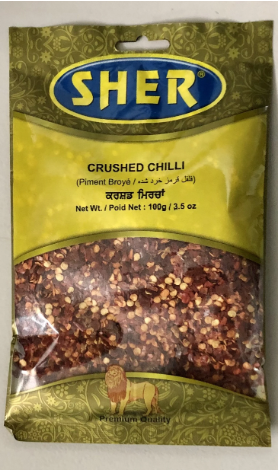 SHER®
CRUSHED CHILLI
(Piment Broyé / فلفل قرمز خرد شده)
ਕਰਸ਼ਡ ਮਿਰਚਾਂ
Net Wt. / Poid Net : 100g / 3.5 oz
Premium Quality